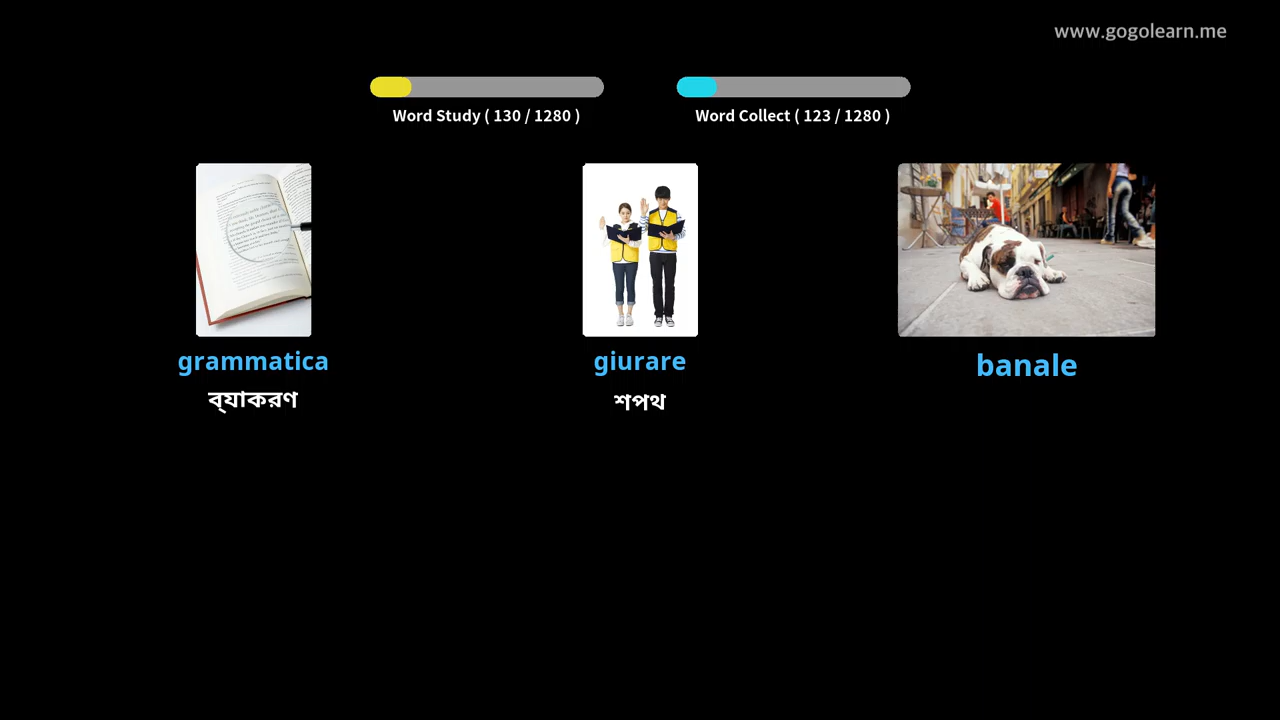 www.gogolearn.me
Word Study ( 130 / 1280 )
Word Collect ( 123 / 1280 )
grammatica
giurare
banale
ব্যাকরণ
শপথ